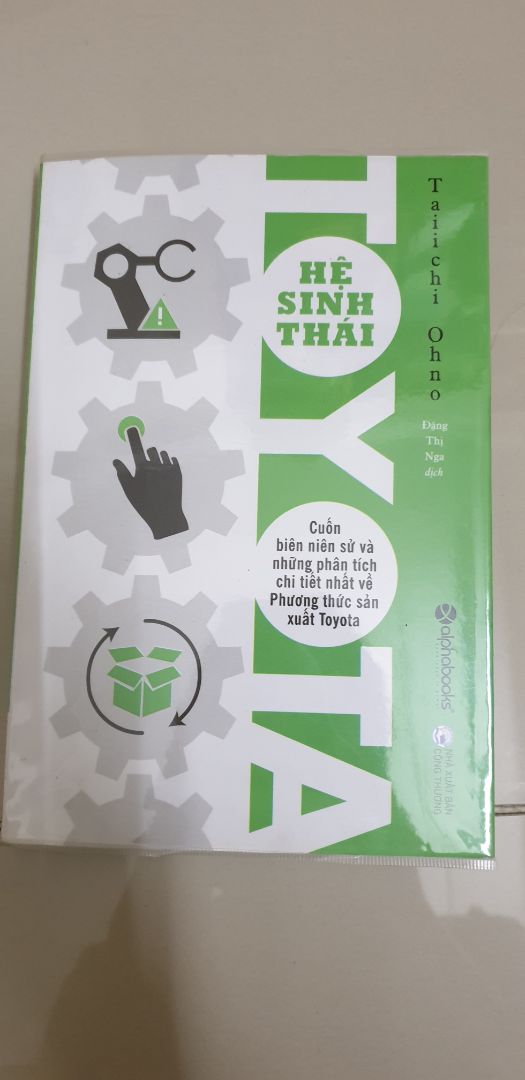 TOYOTA
HỆ
SINH
THÁI
Cuốn
biên niên sử và
những phân tích
chi tiết nhất về
Phương thức sản
xuất Toyota
Taiichi Ohno
Đặng
Thị
Nga
dịch
alphabooks
NHÀ XUẤT BẢN
CÔNG THƯƠNG